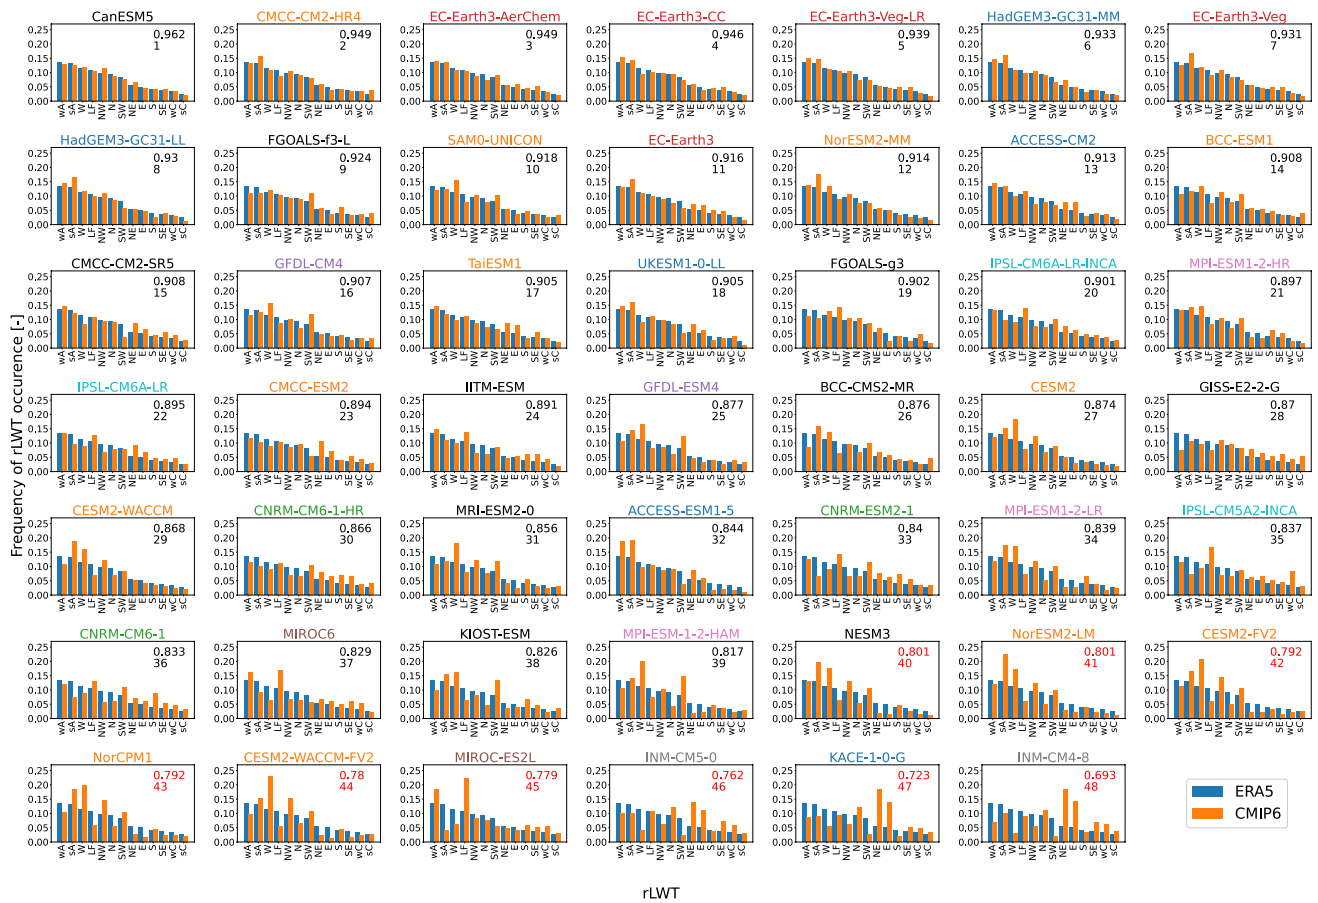 CanESM5
CMCC-CM2-HR4
EC-Earth3-AerChem
EC-Earth3-CC
EC-Earth3-Veg-LR
HadGEM3-GC31-MM
EC-Earth3-Veg
0.962
1
0.949
2
0.949
3
0.946
4
0.939
5
0.933
6
0.931
7
0.25
0.20
0.15
0.10
0.05
0.00
wA sA W LF NW N SW NE E S SE wC sC
HadGEM3-GC31-LL
FGOALS-f3-L
SAM0-UNICON
EC-Earth3
NorESM2-MM
ACCESS-CM2
BCC-ESM1
0.93
8
0.924
9
0.918
10
0.916
11
0.914
12
0.913
13
0.908
14
CMCC-CM2-SR5
GFDL-CM4
TaiESM1
UKESM1-0-LL
FGOALS-g3
IPSL-CM6A-LR-INCA
MPI-ESM1-2-HR
0.908
15
0.907
16
0.905
17
0.905
18
0.902
19
0.901
20
0.897
21
IPSL-CM6A-LR
CMCC-ESM2
IITM-ESM
GFDL-ESM4
BCC-CMS2-MR
CESM2
GISS-E2-2-G
0.895
22
0.894
23
0.891
24
0.877
25
0.876
26
0.874
27
0.87
28
Frequency of rLWT occurence [-]
CESM2-WACCM
CNRM-CM6-1-HR
MRI-ESM2-0
ACCESS-ESM1-5
CNRM-ESM2-1
MPI-ESM1-2-LR
IPSL-CM5A2-INCA
0.868
29
0.866
30
0.856
31
0.844
32
0.84
33
0.839
34
0.837
35
CNRM-CM6-1
MIROC6
KIOST-ESM
MPI-ESM-1-2-HAM
NESM3
NorESM2-LM
CESM2-FV2
0.833
36
0.829
37
0.826
38
0.817
39
0.801
40
0.801
41
0.792
42
NorCPM1
CESM2-WACCM-FV2
MIROC-ES2L
INM-CM5-0
KACE-1-0-G
INM-CM4-8
0.792
43
0.78
44
0.779
45
0.762
46
0.723
47
0.693
48
ERA5
CMIP6
rLWT